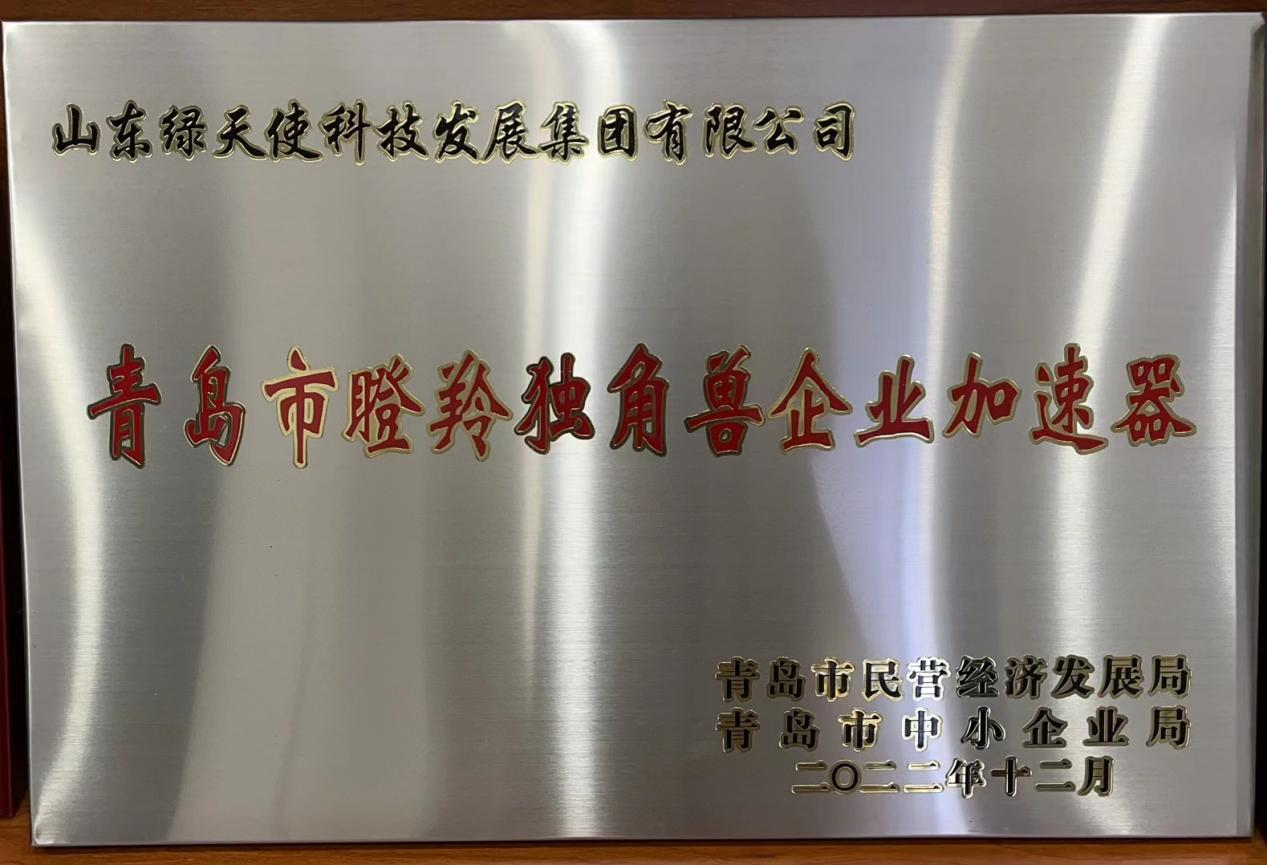 山东绿天使科技发展集团有限公司
青岛市瞪羚独角兽企业加速器
青岛市民营经济发展局
青岛市中小企业局
二〇二二年十二月